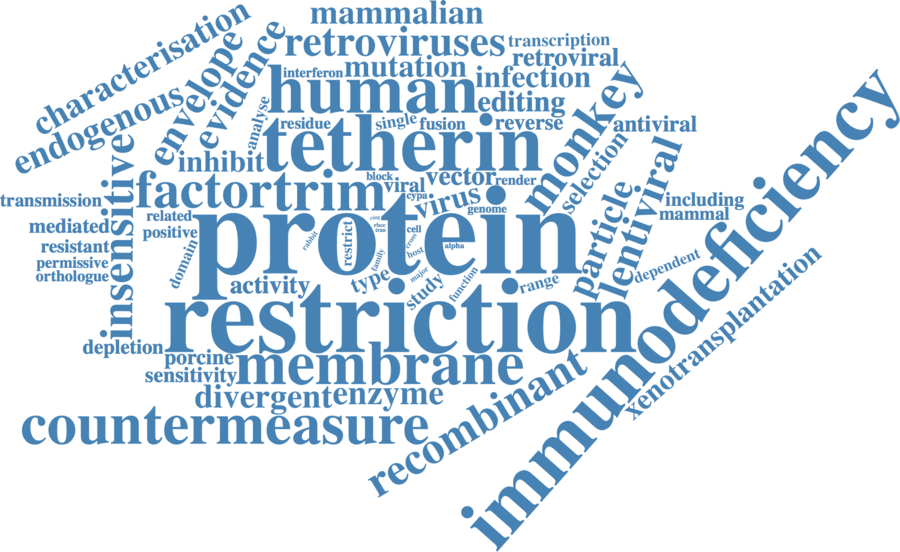 mammalian
characterisation
retroviruses
transcription
envelope
evidence
endogenous
interferon
mutation
retroviral
infection
human
editing
monkey
analyse
residue
single
fusion
reverse
antiviral
tetherin
inhibit
insensitive
selection
block
vector
render
factor
trim
viral
cypa
virus
genome
particle
lentiviral
immunodeficiency
transmission
including
related
mammal
mediated
positive
protein
restrict
rabbit
rhec
tran
cell
cross
alpha
host
family
major
resistant
permissive
orthologue
domain
activity
type
study
function
range
dependent
xenotransplantation
restriction
depletion
porcine
membrane
sensitivity
divergent
enzyme
recombinant
countermeasure